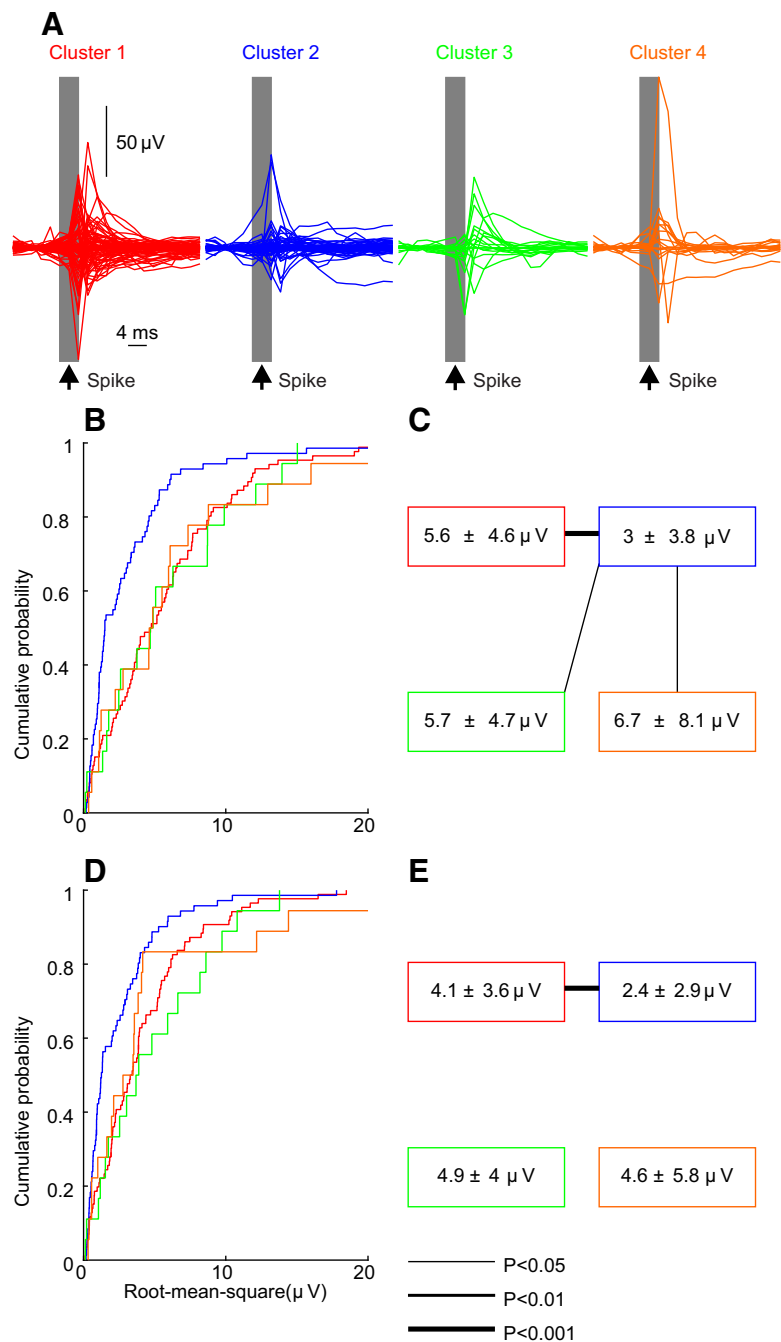 A
Cluster 1 Cluster 2 Cluster 3 Cluster 4
50 µV
4 ms
Spike Spike Spike Spike
B
Cumulative probability
1
0.8
0.6
0.4
0.2
0
0 10 20
C
5.6 ± 4.6 µV 3 ± 3.8 µV
5.7 ± 4.7 µV 6.7 ± 8.1 µV
D
Cumulative probability
1
0.8
0.6
0.4
0.2
0
0 10 20
Root-mean-square(µ V)
E
4.1 ± 3.6 µV 2.4 ± 2.9 µV
4.9 ± 4 µV 4.6 ± 5.8 µV
P<0.05
P<0.01
P<0.001